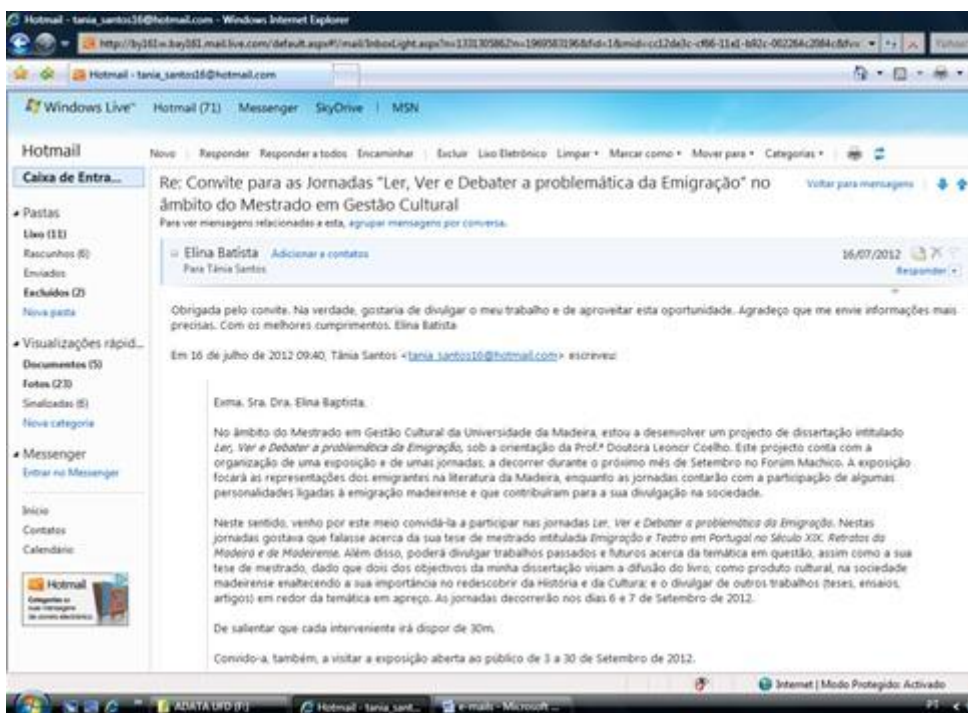 Hotmail - tania_santos16@hotmail.com - Windows Internet Explorer
Hotmail - tania_santos16@hotmail.com
Windows Live™ Hotmail (71) Messenger SkyDrive | MSN
Hotmail
Novo | Responder Responder a todos Encaminhar | Excluir Lixo Eletrônico Limpar Marcar como Mover para Categorias
Caixa de Entra...
Re: Convite para as Jornadas "Ler, Ver e Debater a problemática da Emigração" no
âmbito do Mestrado em Gestão Cultural
Voltar para mensagens
Para ver mensagens relacionadas a esta, agrupar mensagens por conversa.
Pastas
Lixo (11)
Rascunhos (6)
Enviados
Excluídos (2)
Nova pasta
Visualizações rápid...
Documentos (5)
Fotos (23)
Sinalizadas (6)
Nova categoria
Messenger
Entrar no Messenger
Início
Contatos
Calendário
Hotmail
Elina Batista Adicionar a contatos
16/07/2012
Para Tânia Santos
Responder
Obrigada pelo convite. Na verdade, gostaria de divulgar o meu trabalho e de aproveitar esta oportunidade. Agradeço que me envie informações mais
precisas. Com os melhores cumprimentos. Elina Batista
Em 16 de julho de 2012 09:40, Tânia Santos <tania_santos16@hotmail.com> escreveu:
Exma. Sra. Dra. Elina Baptista,
No âmbito do Mestrado em Gestão Cultural da Universidade da Madeira, estou a desenvolver um projecto de dissertação intitulado
Ler, Ver e Debater a problemática da Emigração, sob a orientação da Prof.ª Doutora Leonor Coelho. Este projecto conta com a
organização de uma exposição e de umas jornadas, a decorrer durante o próximo mês de Setembro no Forúm Machico. A exposição
focará as representações dos emigrantes na literatura da Madeira, enquanto as jornadas contarão com a participação de algumas
personalidades ligadas à emigração madeirense e que contribuíram para a sua divulgação na sociedade.
Neste sentido, venho por este meio convidá-la a participar nas jornadas Ler, Ver e Debater a problemática da Emigração. Nestas
jornadas gostava que falasse acerca da sua tese de mestrado intitulada Emigração e Teatro em Portugal no Século XIX. Retratos da
Madeira e de Madeirense. Além disso, poderá divulgar trabalhos passados e futuros acerca da temática em questão, assim como a sua
tese de mestrado, dado que dois dos objectivos da minha dissertação visam a difusão do livro, como produto cultural, na sociedade
madeirense enaltecendo a sua importância no redescobrir da História e da Cultura; e o divulgar de outros trabalhos (teses, ensaios,
artigos) em redor da temática em apreço. As jornadas decorrerão nos dias 6 e 7 de Setembro de 2012.
De salientar que cada interveniente irá dispor de 30m.
Convido-a, também, a visitar a exposição aberta ao público de 3 a 30 de Setembro de 2012.
Internet | Modo Protegido: Activado
ADATA UFD (F:)
Hotmail - tania_sant...
e-mails - Microsoft ...
PT